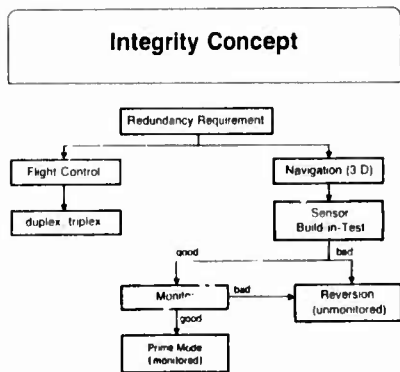 Integrity Concept
Redundancy Requirement
Flight Control
Navigation (3 D)
duplex, triplex
Sensor
Build-in-Test
good
bad
Monitor
bad
Reversion
(unmonitored)
good
Prime Mode
(monitored)